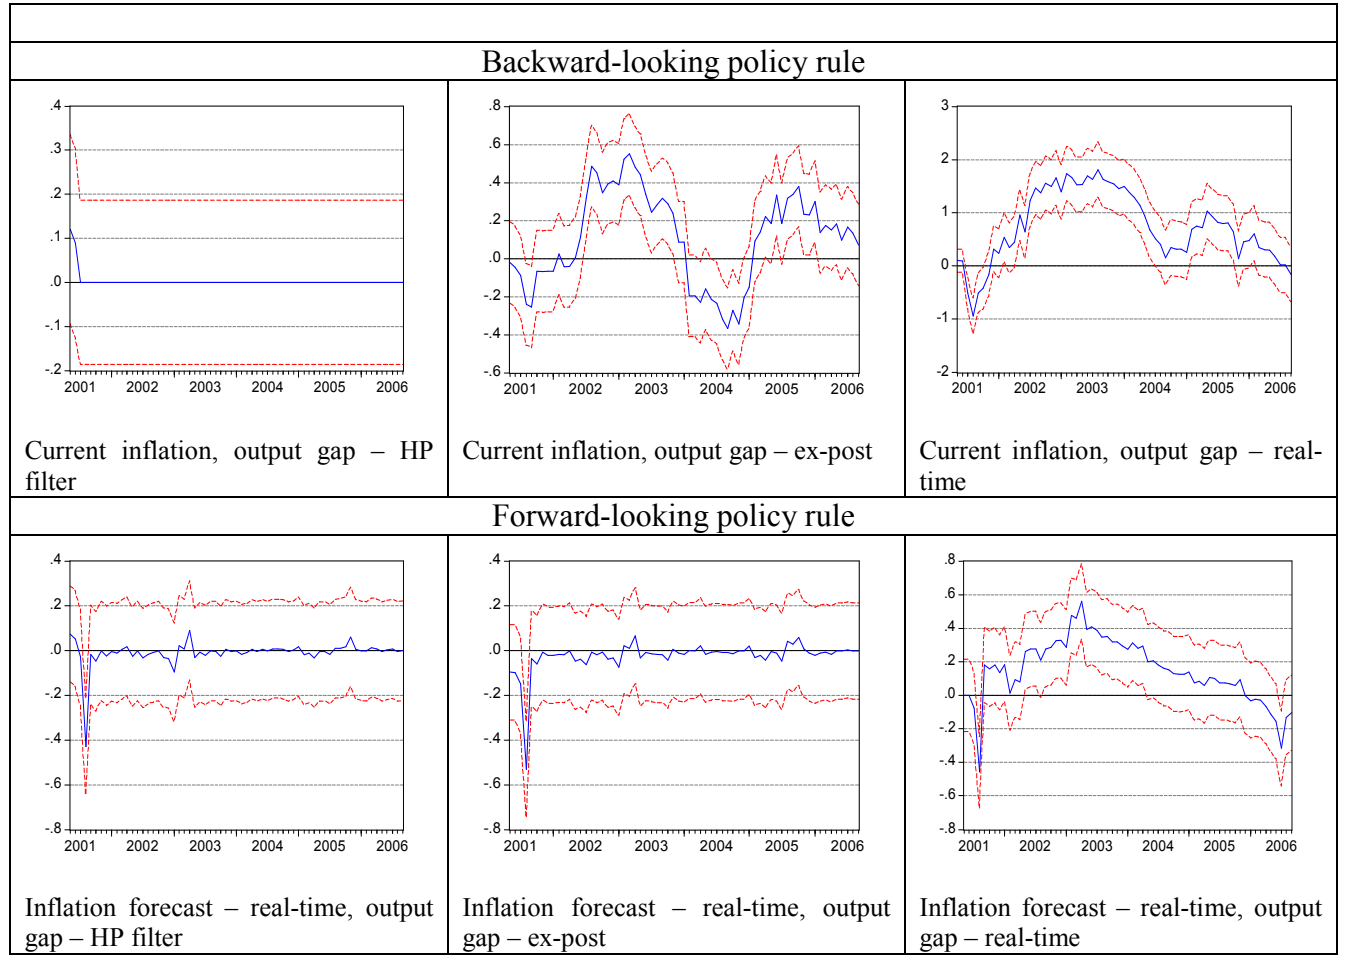 Backward-looking policy rule
.4
.3
.2
.1
.0
-.1
-.2
2001 2002 2003 2004 2005 2006
.8
.6
.4
.2
.0
-.2
-.4
-.6
2001 2002 2003 2004 2005 2006
3
2
1
0
-1
-2
2001 2002 2003 2004 2005 2006
Current inflation, output gap – HP
filter
Current inflation, output gap – ex-post
Current inflation, output gap – real-
time
Forward-looking policy rule
.4
.2
.0
-.2
-.4
-.6
-.8
2001 2002 2003 2004 2005 2006
.4
.2
.0
-.2
-.4
-.6
-.8
2001 2002 2003 2004 2005 2006
.8
.6
.4
.2
.0
-.2
-.4
-.6
-.8
2001 2002 2003 2004 2005 2006
Inflation forecast – real-time, output
gap – HP filter
Inflation forecast – real-time, output
gap – ex-post
Inflation forecast – real-time, output
gap – real-time